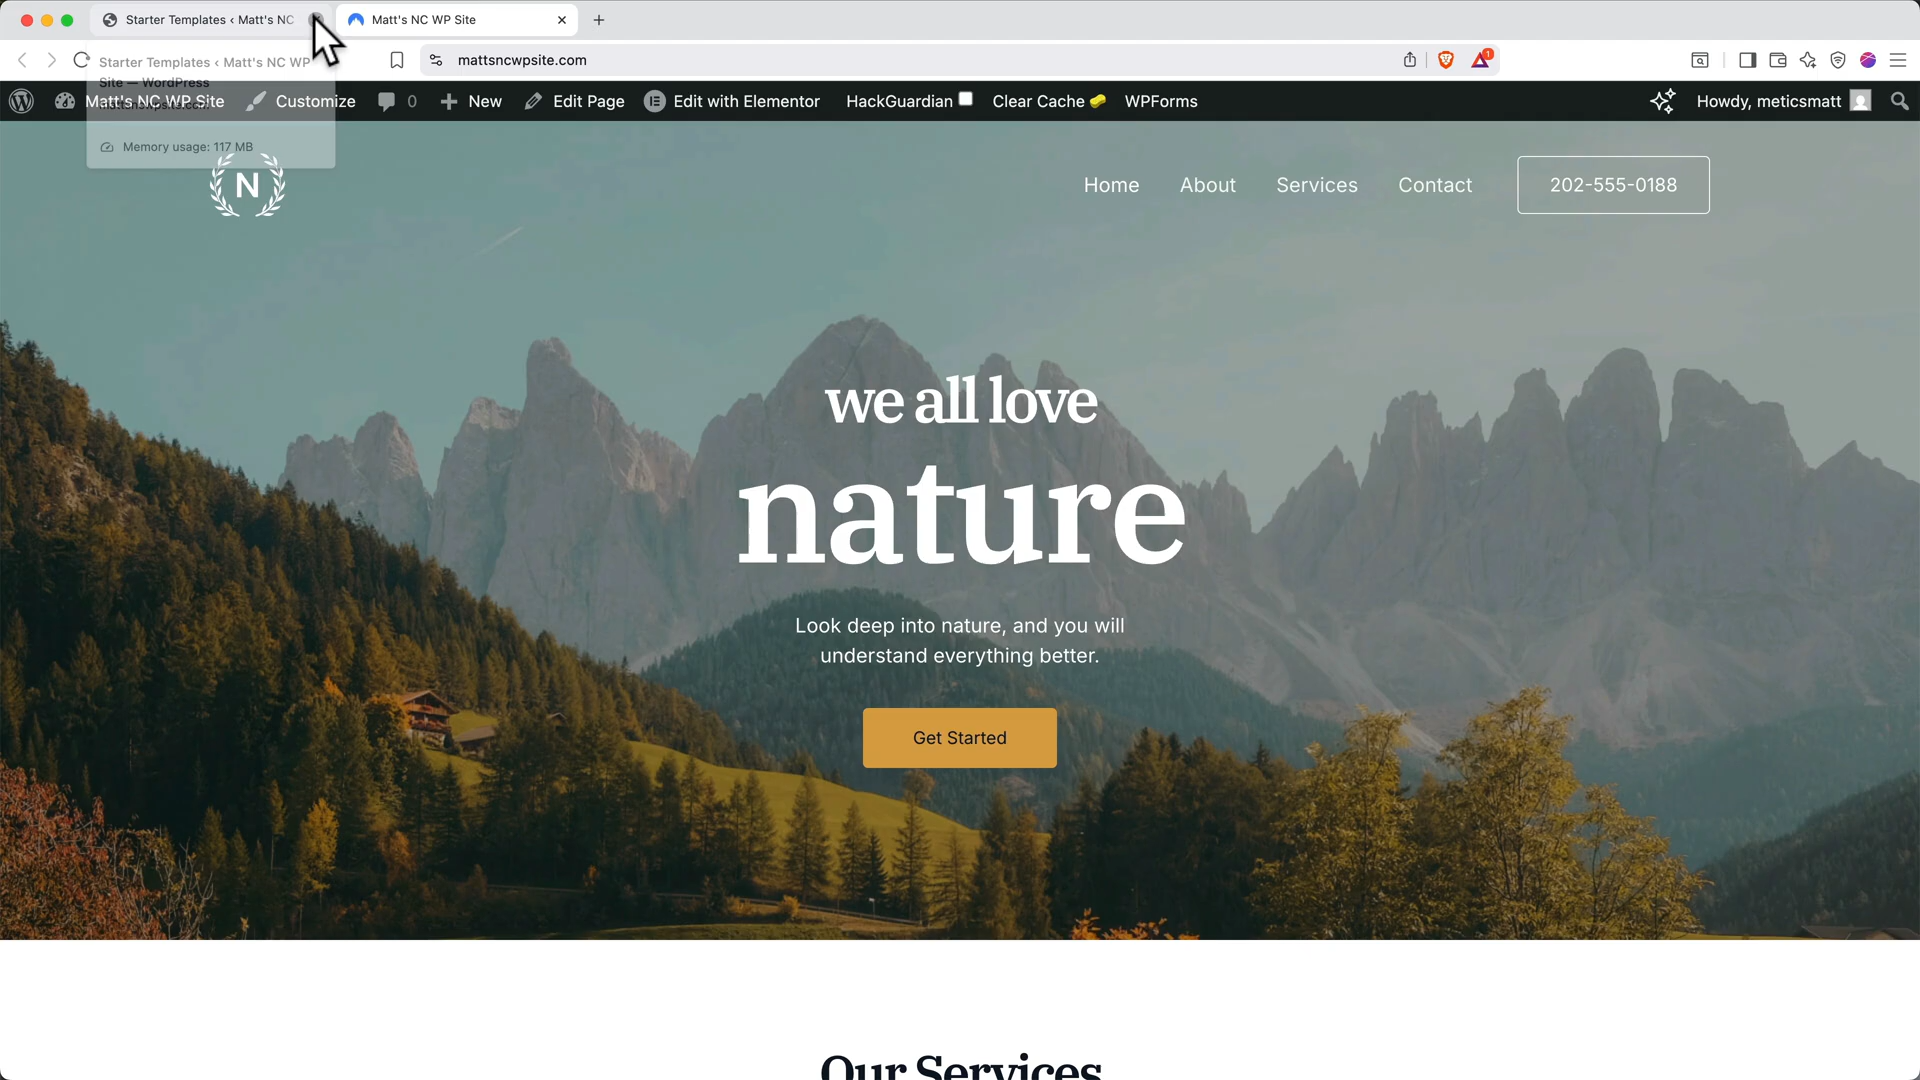 Starter Templates ‹ Matt's NC
Matt's NC WP Site
mattsncwpsite.com
1
Starter Templates ‹ Matt's NC WP
Site — WordPress
Memory usage: 117 MB
Matt's NC WP Site
Customize
0
New
Edit Page
Edit with Elementor
HackGuardian
Clear Cache
WPForms
Howdy, meticsmatt
N
Home
About
Services
Contact
202-555-0188
we all love
nature
Look deep into nature, and you will
understand everything better.
Get Started
Our Services